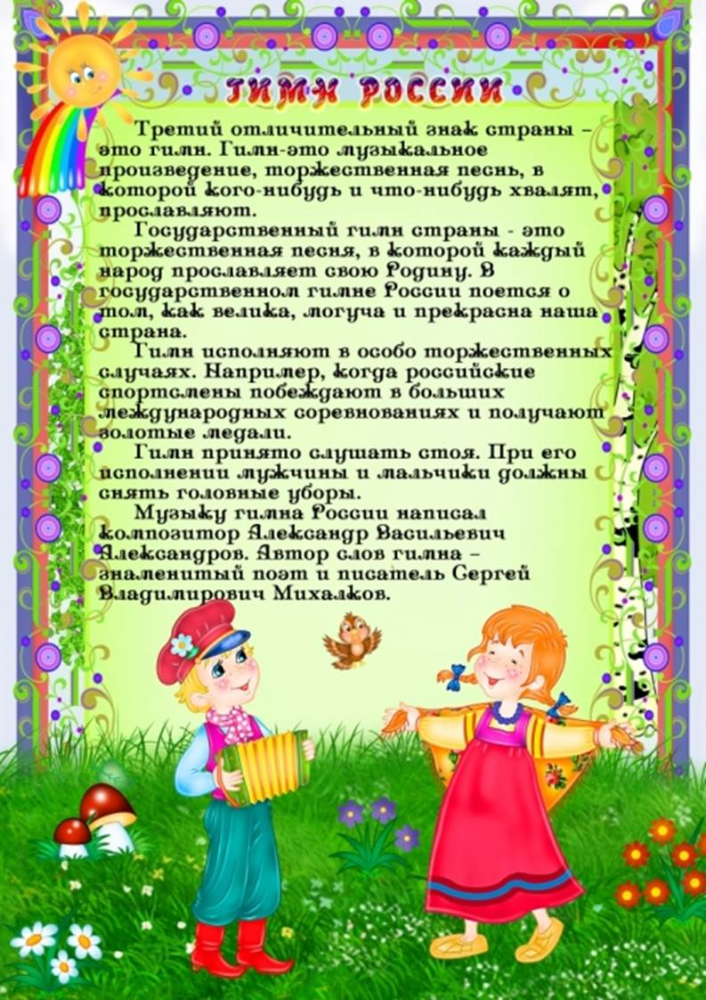 ГИМН РОССИИ
Третий отличительный знак страны –
это гимн. Гимн-это музыкальное
произведение, торжественная песнь, в
которой кого-нибудь и что-нибудь хвалят,
прославляют.
Государственный гимн страны - это
торжественная песня, в которой каждый
народ прославляет свою Родину. В
государственном гимне России поется о
том, как велика, могуча и прекрасна наша
страна.
Гимн исполняют в особо торжественных
случаях. Например, когда российские
спортсмены побеждают в больших
международных соревнованиях и получают
золотые медали.
Гимн принято слушать стоя. При его
исполнении мужчины и мальчики должны
снять головные уборы.
Музыку гимна России написал
композитор Александр Васильевич
Александров. Автор слов гимна –
знаменитый поэт и писатель Сергей
Владимирович Михалков.